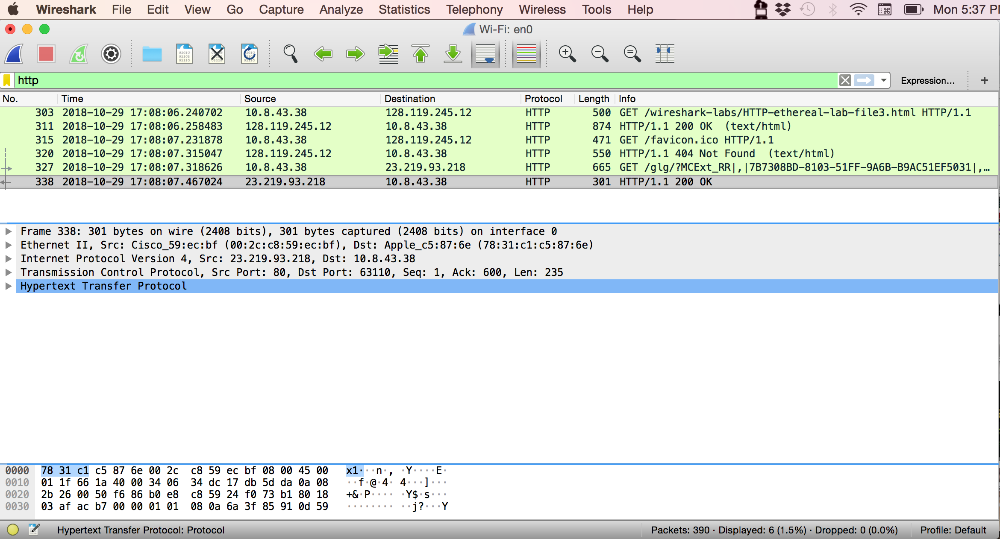 Wireshark File Edit View Go Capture Analyze Statistics Telephony Wireless Tools Help Mon 5:37
Wi-Fi: en0
http Expression... +
No. Time Source Destination Protocol Length Info
303 2018-10-29 17:08:06.240702 10.8.43.38 128.119.245.12 HTTP 500 GET /wireshark-labs/HTTP-ethereal-lab-file3.html HTTP/1.1
311 2018-10-29 17:08:06.258483 128.119.245.12 10.8.43.38 HTTP 874 HTTP/1.1 200 OK (text/html)
315 2018-10-29 17:08:07.231878 10.8.43.38 128.119.245.12 HTTP 471 GET /favicon.ico HTTP/1.1
320 2018-10-29 17:08:07.315047 128.119.245.12 10.8.43.38 HTTP 550 HTTP/1.1 404 Not Found (text/html)
327 2018-10-29 17:08:07.318626 10.8.43.38 23.219.93.218 HTTP 665 GET /glg/?MCExt_RR|,|7B7308BD-8103-51FF-9A6B-B9AC51EF5031|,…
338 2018-10-29 17:08:07.467024 23.219.93.218 10.8.43.38 HTTP 301 HTTP/1.1 200 OK
Frame 338: 301 bytes on wire (2408 bits), 301 bytes captured (2408 bits) on interface 0
Ethernet II, Src: Cisco_59:ec:bf (00:2c:c8:59:ec:bf), Dst: Apple_c5:87:6e (78:31:c1:c5:87:6e)
Internet Protocol Version 4, Src: 23.219.93.218, Dst: 10.8.43.38
Transmission Control Protocol, Src Port: 80, Dst Port: 63110, Seq: 1, Ack: 600, Len: 235
Hypertext Transfer Protocol
0000 78 31 c1 c5 87 6e 00 2c c8 59 ec bf 08 00 45 00 x1···n·, ·Y····E·
0010 01 1f 66 1a 40 00 34 06 34 dc 17 db 5d da 0a 08 ··f·@·4· 4···]···
0020 2b 26 00 50 f6 86 b0 e8 c8 59 24 f0 73 b1 80 18 +&·P···· ·Y$·s···
0030 03 af ac b7 00 00 01 01 08 0a 6a 3f 85 91 0d 59 ········ ··j?···Y
Hypertext Transfer Protocol: Protocol Packets: 390 · Displayed: 6 (1.5%) · Dropped: 0 (0.0%) Profile: Default